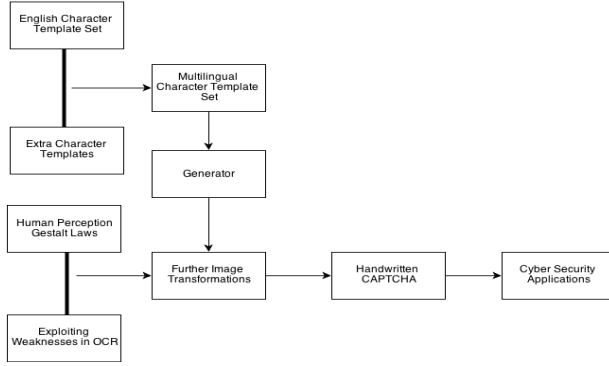 English Character
Template Set
Multilingual
Character Template
Set
Extra Character
Templates
Generator
Human Perception
Gestalt Laws
Further Image
Transformations
Handwritten
CAPTCHA
Cyber Security
Applications
Exploiting
Weaknesses in OCR